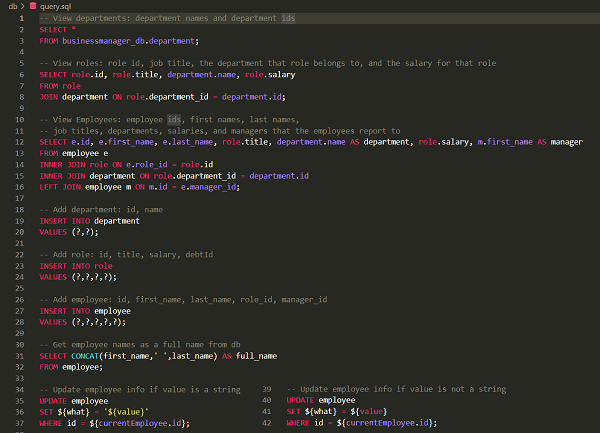 db > query.sql
1 -- View departments: department names and department ids
2 SELECT *
3 FROM businessmanager_db.department;
4
5 -- View roles: role id, job title, the department that role belongs to, and the salary for that role
6 SELECT role.id, role.title, department.name, role.salary
7 FROM role
8 JOIN department ON role.department_id = department.id;
9
10 -- View Employees: employee ids, first names, last names,
11 -- job titles, departments, salaries, and managers that the employees report to
12 SELECT e.id, e.first_name, e.last_name, role.title, department.name AS department, role.salary, m.first_name AS manager
13 FROM employee e
14 INNER JOIN role ON e.role_id = role.id
15 INNER JOIN department ON role.department_id = department.id
16 LEFT JOIN employee m ON m.id = e.manager_id;
17
18 -- Add department: id, name
19 INSERT INTO department
20 VALUES (?,?);
21
22 -- Add role: id, title, salary, debtId
23 INSERT INTO role
24 VALUES (?,?,?,?);
25
26 -- Add employee: id, first_name, last_name, role_id, manager_id
27 INSERT INTO employee
28 VALUES (?,?,?,?,?);
29
30 -- Get employee names as a full name from db
31 SELECT CONCAT(first_name,' ',last_name) AS full_name
32 FROM employee;
33
34 -- Update employee info if value is a string
35 UPDATE employee
36 SET ${what} = '${value}'
37 WHERE id = ${currentEmployee.id};
39 -- Update employee info if value is not a string
40 UPDATE employee
41 SET ${what} = ${value}
42 WHERE id = ${currentEmployee.id};